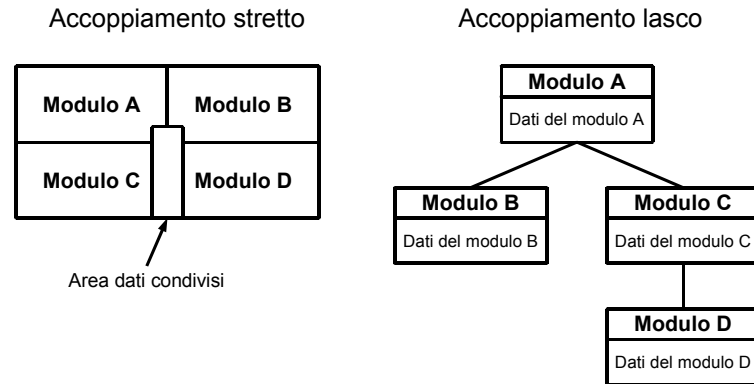 Accoppiamento stretto
Modulo A
Modulo B
Modulo C
Modulo D
Area dati condivisi
Accoppiamento lasco
Modulo A
Dati del modulo A
Modulo B
Dati del modulo B
Modulo C
Dati del modulo C
Modulo D
Dati del modulo D